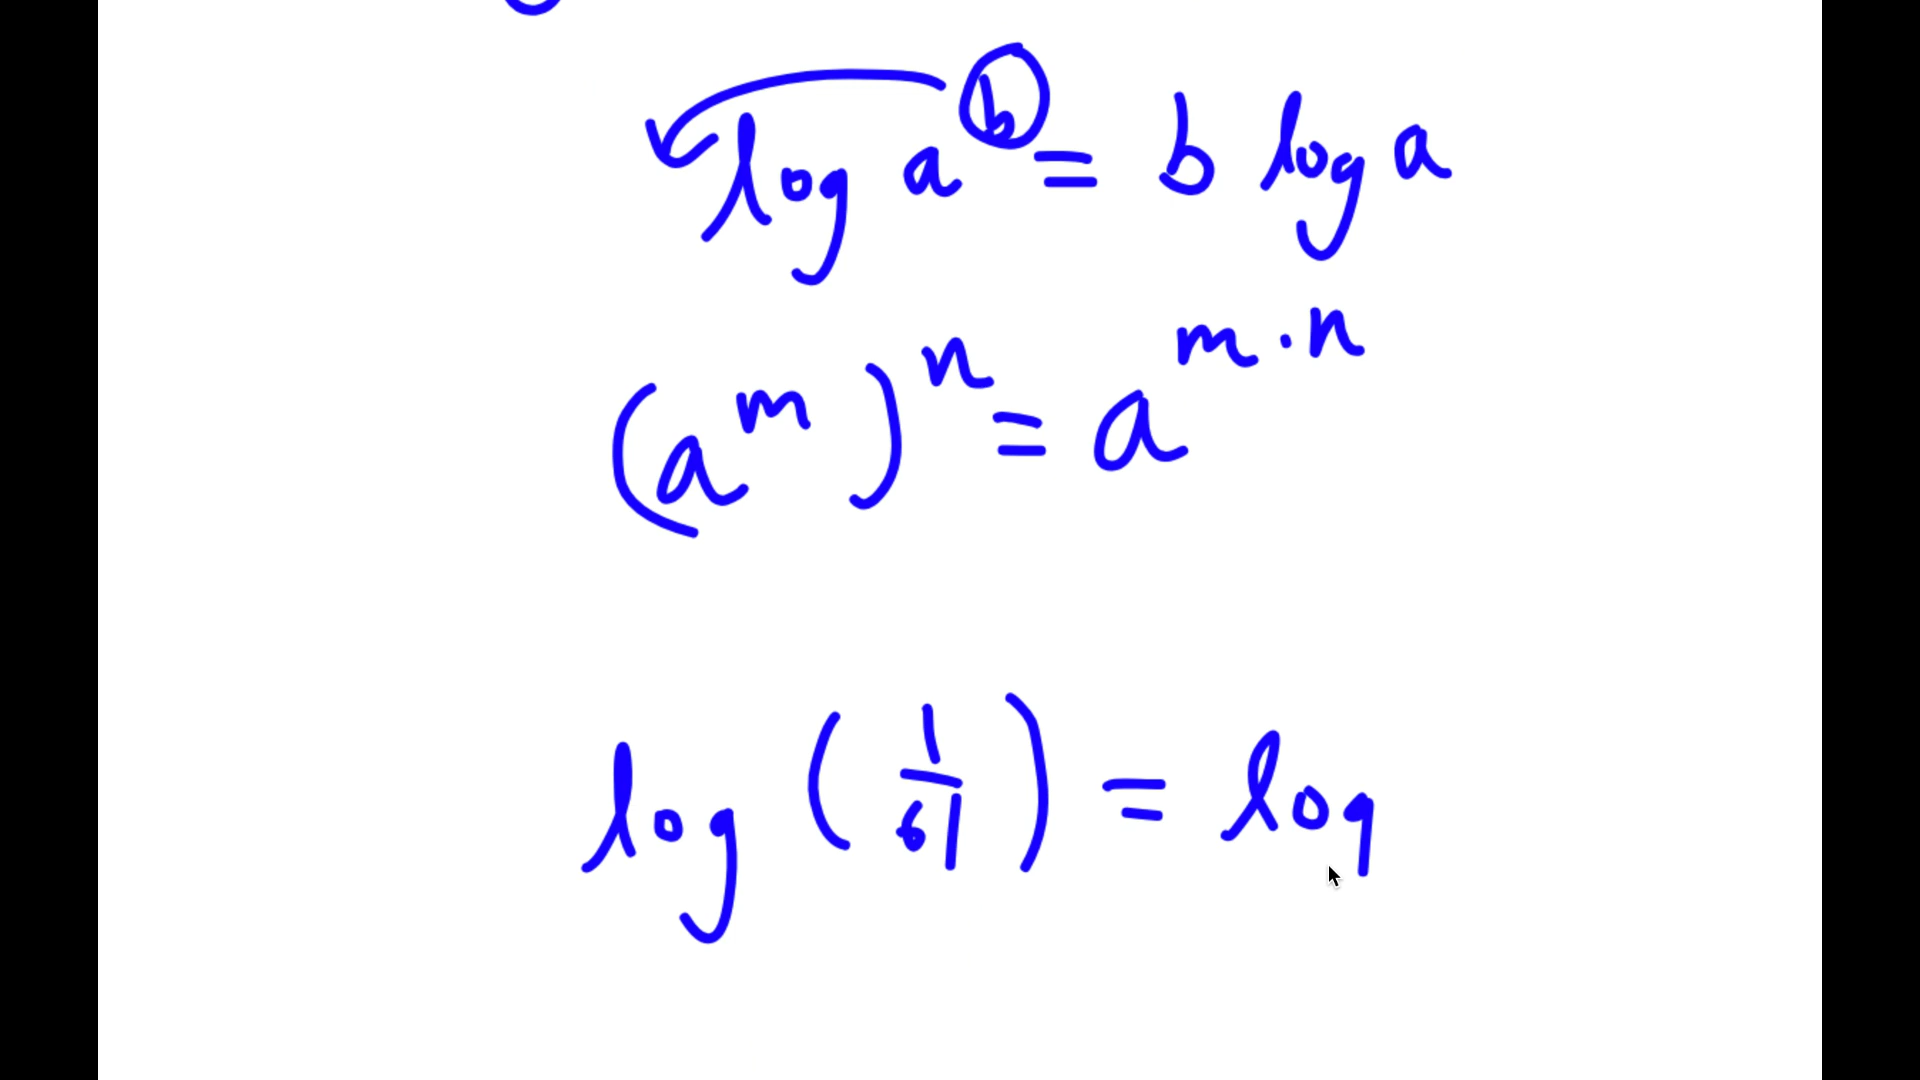 log a^b = b log a
(a^m)^n = a^{m·n}
log (1/61) = log